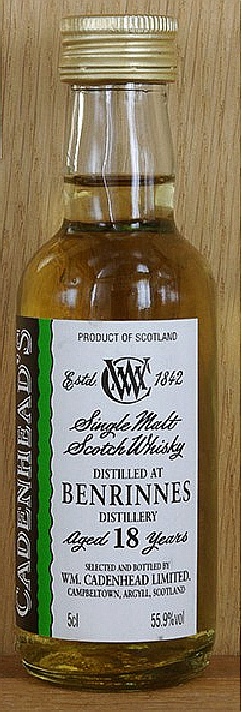 CADENHEAD'S
PRODUCT OF SCOTLAND
Estd. WC 1842
Single Malt
Scotch Whisky
DISTILLED AT
BENRINNES
DISTILLERY
Aged 18 Years
SELECTED AND BOTTLED BY
WM. CADENHEAD LIMITED,
CAMPBELTOWN, ARGYLL, SCOTLAND
5cl 55.9%vol